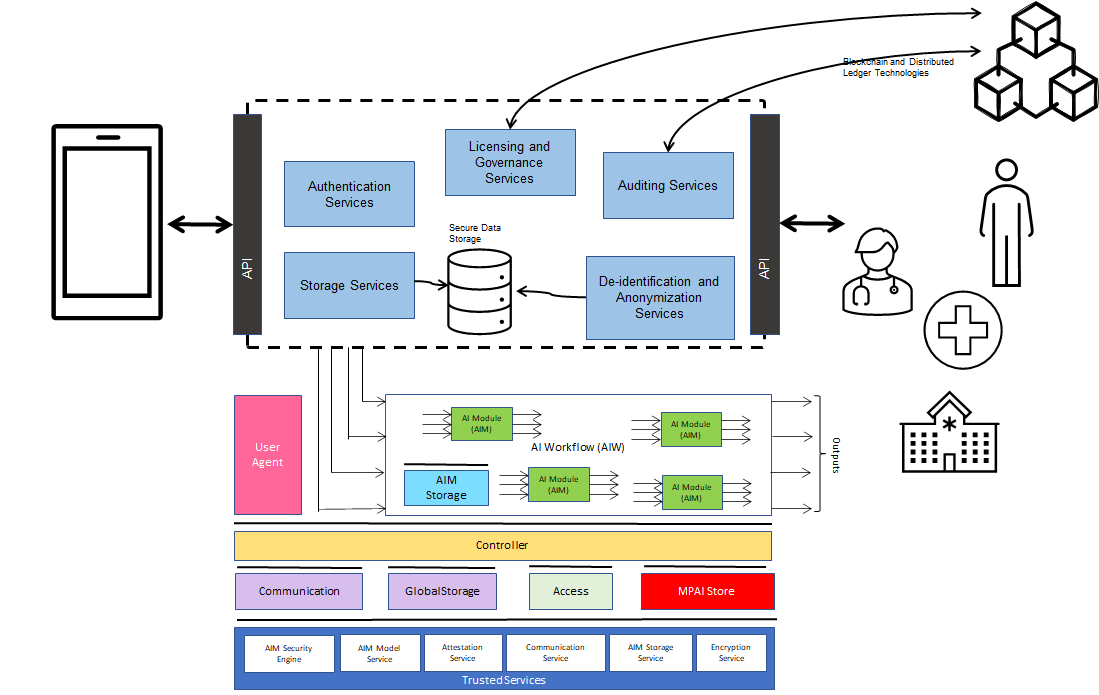 Blockchain and Distributed
Ledger Technologies
Licensing and
Governance
Services
Authentication
Services
Auditing Services
Secure Data
Storage
API
Storage Services
De-identification and
Anonymization
Services
API
User
Agent
AI Module
(AIM)
AI Module
(AIM)
AI Workflow (AIW)
AIM
Storage
AI Module
(AIM)
AI Module
(AIM)
Outputs
Controller
Communication
GlobalStorage
Access
MPAI Store
AIM Security
Engine
AIM Model
Service
Attestation
Service
Communication
Service
AIM Storage
Service
Encryption
Service
Trusted Services